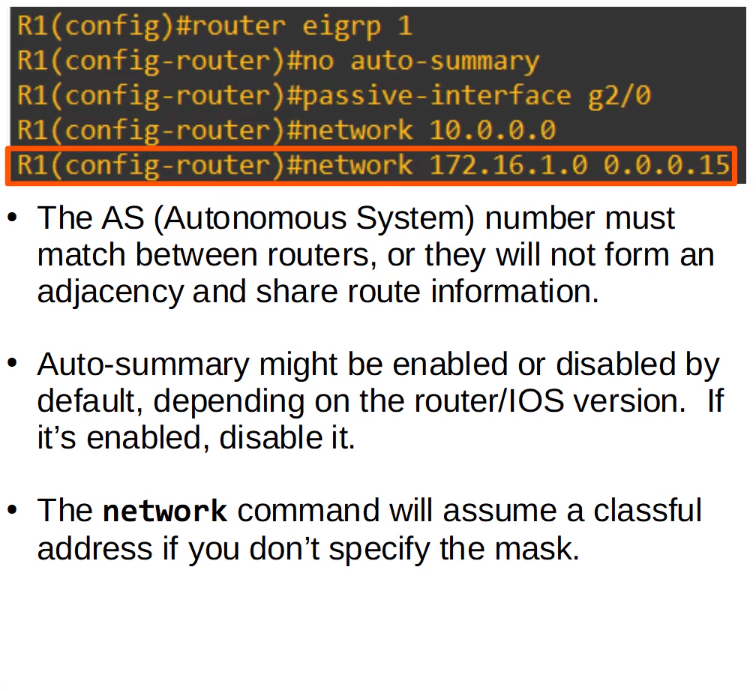 R1(config)#router eigrp 1
R1(config-router)#no auto-summary
R1(config-router)#passive-interface g2/0
R1(config-router)#network 10.0.0.0
R1(config-router)#network 172.16.1.0 0.0.0.15
• The AS (Autonomous System) number must
match between routers, or they will not form an
adjacency and share route information.
• Auto-summary might be enabled or disabled by
default, depending on the router/IOS version.  If
it’s enabled, disable it.
• The network command will assume a classful
address if you don’t specify the mask.